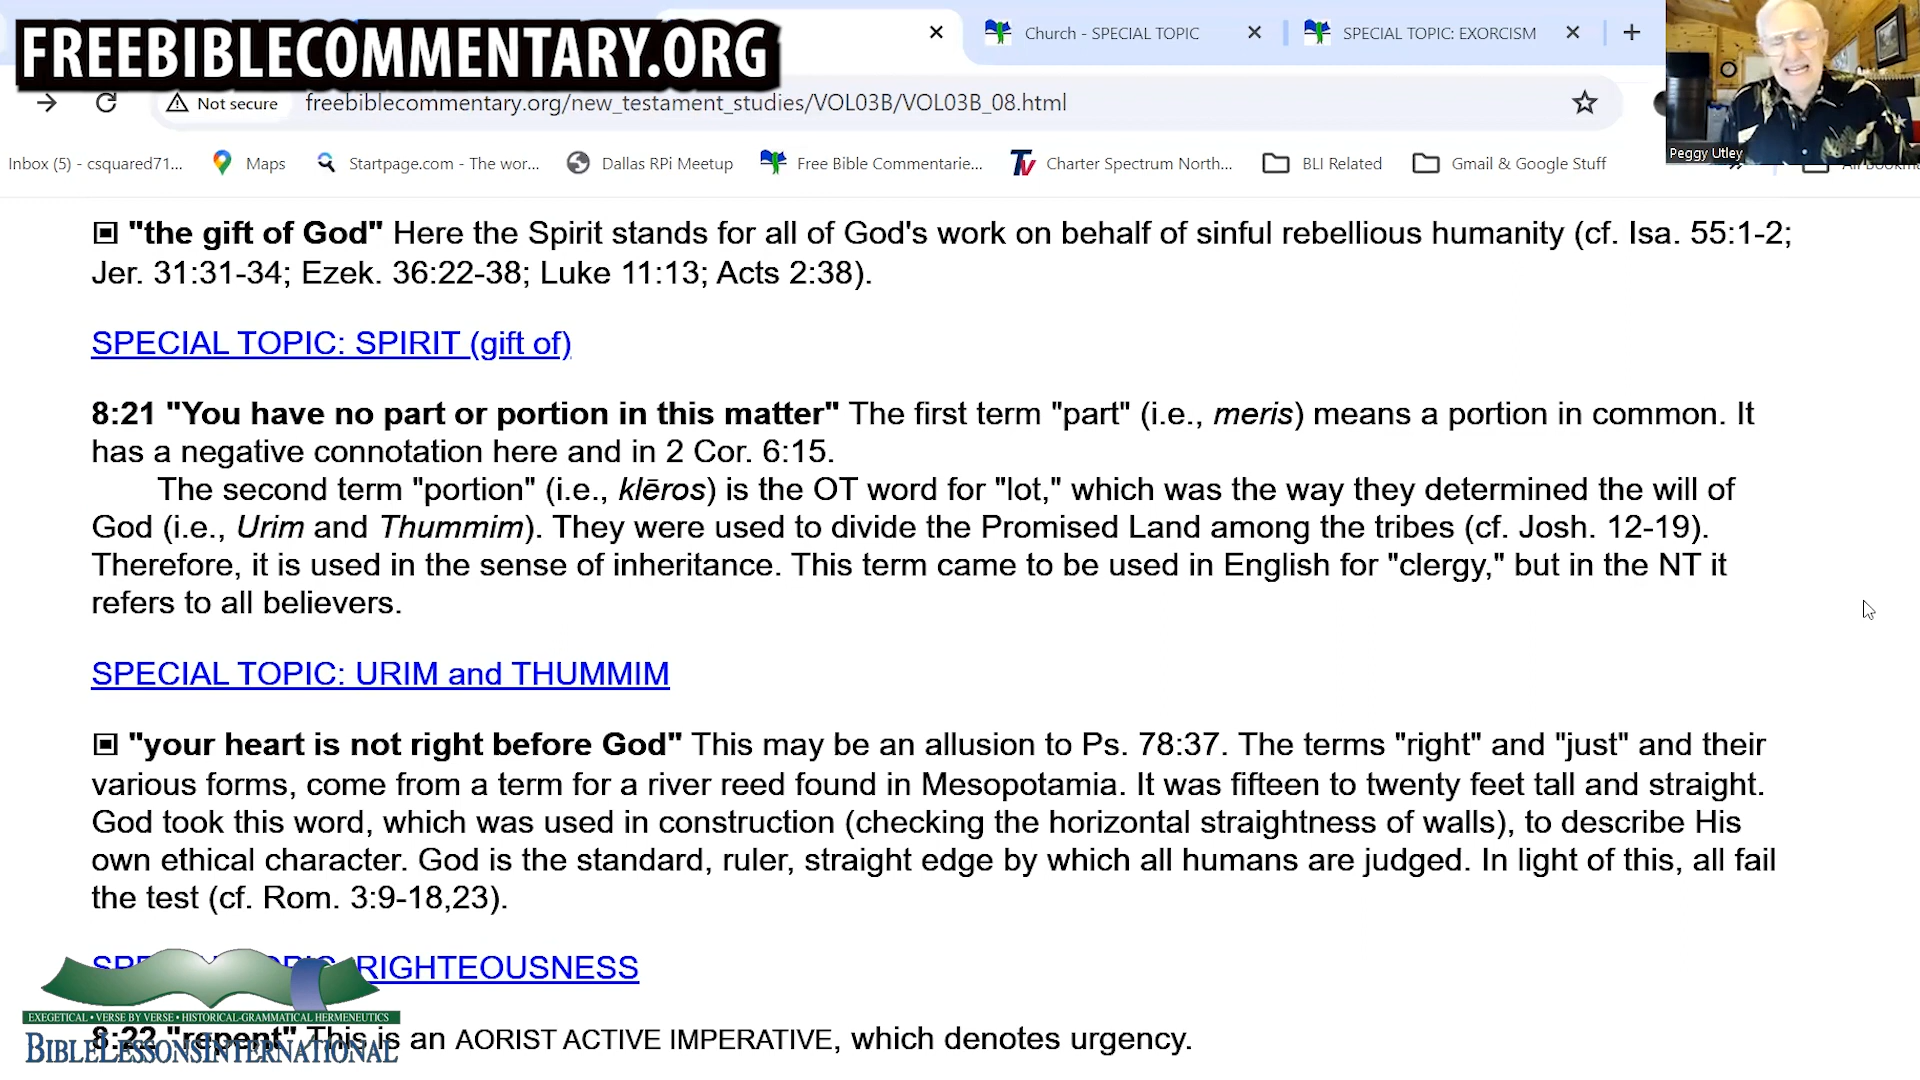 FREEBIBLECOMMENTARY.ORG
Church - SPECIAL TOPIC
SPECIAL TOPIC: EXORCISM
Not secure
freebiblecommentary.org/new_testament_studies/VOL03B/VOL03B_08.html
Peggy Utley
Inbox (5) - csquared71...
Maps
Startpage.com - The wor...
Dallas RPi Meetup
Free Bible Commentarie...
Charter Spectrum North...
BLI Related
Gmail & Google Stuff
"the gift of God" Here the Spirit stands for all of God's work on behalf of sinful rebellious humanity (cf. Isa. 55:1-2;
Jer. 31:31-34; Ezek. 36:22-38; Luke 11:13; Acts 2:38).
SPECIAL TOPIC: SPIRIT (gift of)
8:21 "You have no part or portion in this matter" The first term "part" (i.e., meris) means a portion in common. It
has a negative connotation here and in 2 Cor. 6:15.
The second term "portion" (i.e., klēros) is the OT word for "lot," which was the way they determined the will of
God (i.e., Urim and Thummim). They were used to divide the Promised Land among the tribes (cf. Josh. 12-19).
Therefore, it is used in the sense of inheritance. This term came to be used in English for "clergy," but in the NT it
refers to all believers.
SPECIAL TOPIC: URIM and THUMMIM
"your heart is not right before God" This may be an allusion to Ps. 78:37. The terms "right" and "just" and their
various forms, come from a term for a river reed found in Mesopotamia. It was fifteen to twenty feet tall and straight.
God took this word, which was used in construction (checking the horizontal straightness of walls), to describe His
own ethical character. God is the standard, ruler, straight edge by which all humans are judged. In light of this, all fail
the test (cf. Rom. 3:9-18,23).
RIGHTEOUSNESS
EXEGETICAL • VERSE BY VERSE • HISTORICAL-GRAMMATICAL HERMENEUTICS
8:22 "repent" This is an AORIST ACTIVE IMPERATIVE, which denotes urgency.
BIBLELESSONSINTERNATIONAL